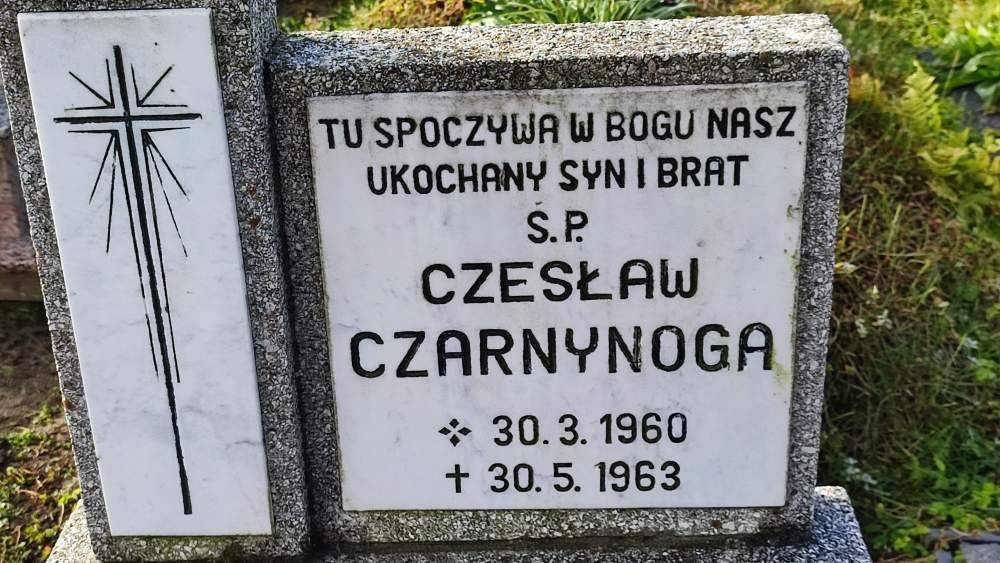 TU SPOCZYWA W BOGU NASZ
UKOCHANY SYN I BRAT
S.P.
CZESŁAW
CZARNYNOGA
30.3.1960
30.5.1963